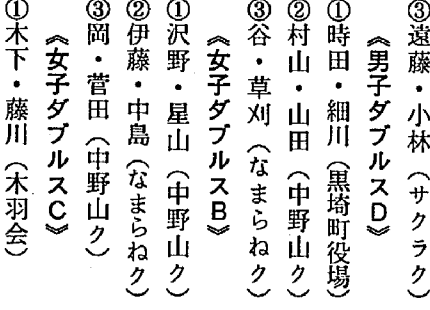 ③遠藤・小林（サクラク）
《男子ダブルスD》
①時田・細川（黒埼町役場）
②村山・山田（中野山ク）
③谷・草刈（なまらねク）
《女子ダブルスB》
①沢野・星山（中野山ク）
②伊藤・中島（なまらねク）
③岡・菅田（中野山ク）
《女子ダブルスC》
①木下・藤川（木羽会）